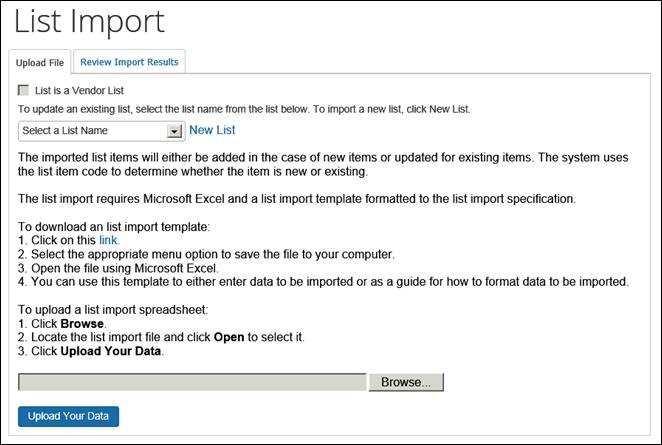 List Import
Upload File Review Import Results
List is a Vendor List
To update an existing list, select the list name from the list below. To import a new list, click New List.
Select a List Name New List
The imported list items will either be added in the case of new items or updated for existing items. The system uses
the list item code to determine whether the item is new or existing.
The list import requires Microsoft Excel and a list import template formatted to the list import specification.
To download an list import template:
1. Click on this link.
2. Select the appropriate menu option to save the file to your computer.
3. Open the file using Microsoft Excel.
4. You can use this template to either enter data to be imported or as a guide for how to format data to be imported.
To upload a list import spreadsheet:
1. Click Browse.
2. Locate the list import file and click Open to select it.
3. Click Upload Your Data.
Browse...
Upload Your Data